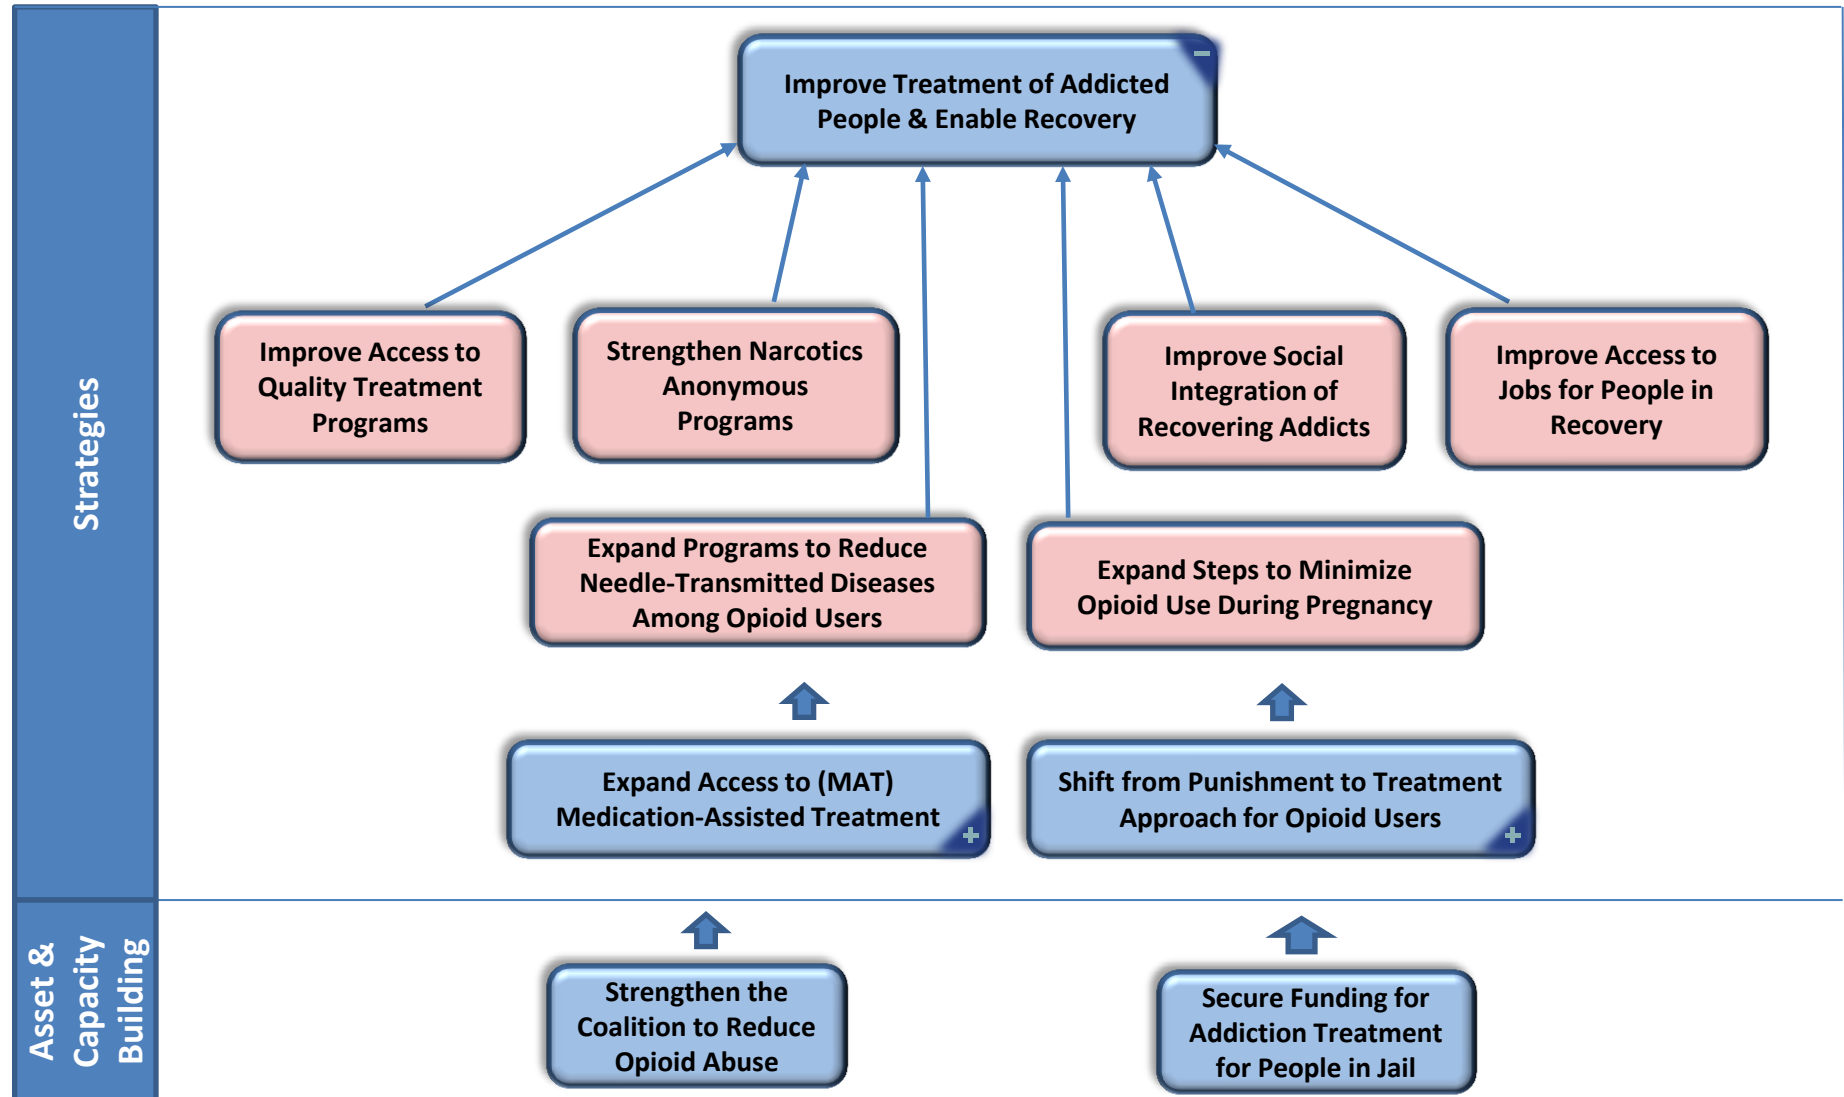 Strategies
Improve Treatment of Addicted
People & Enable Recovery
Improve Access to
Quality Treatment
Programs
Strengthen Narcotics
Anonymous
Programs
Improve Social
Integration of
Recovering Addicts
Improve Access to
Jobs for People in
Recovery
Expand Programs to Reduce
Needle-Transmitted Diseases
Among Opioid Users
Expand Steps to Minimize
Opioid Use During Pregnancy
Expand Access to (MAT)
Medication-Assisted Treatment
Shift from Punishment to Treatment
Approach for Opioid Users
Asset &
Capacity
Building
Strengthen the
Coalition to Reduce
Opioid Abuse
Secure Funding for
Addiction Treatment
for People in Jail